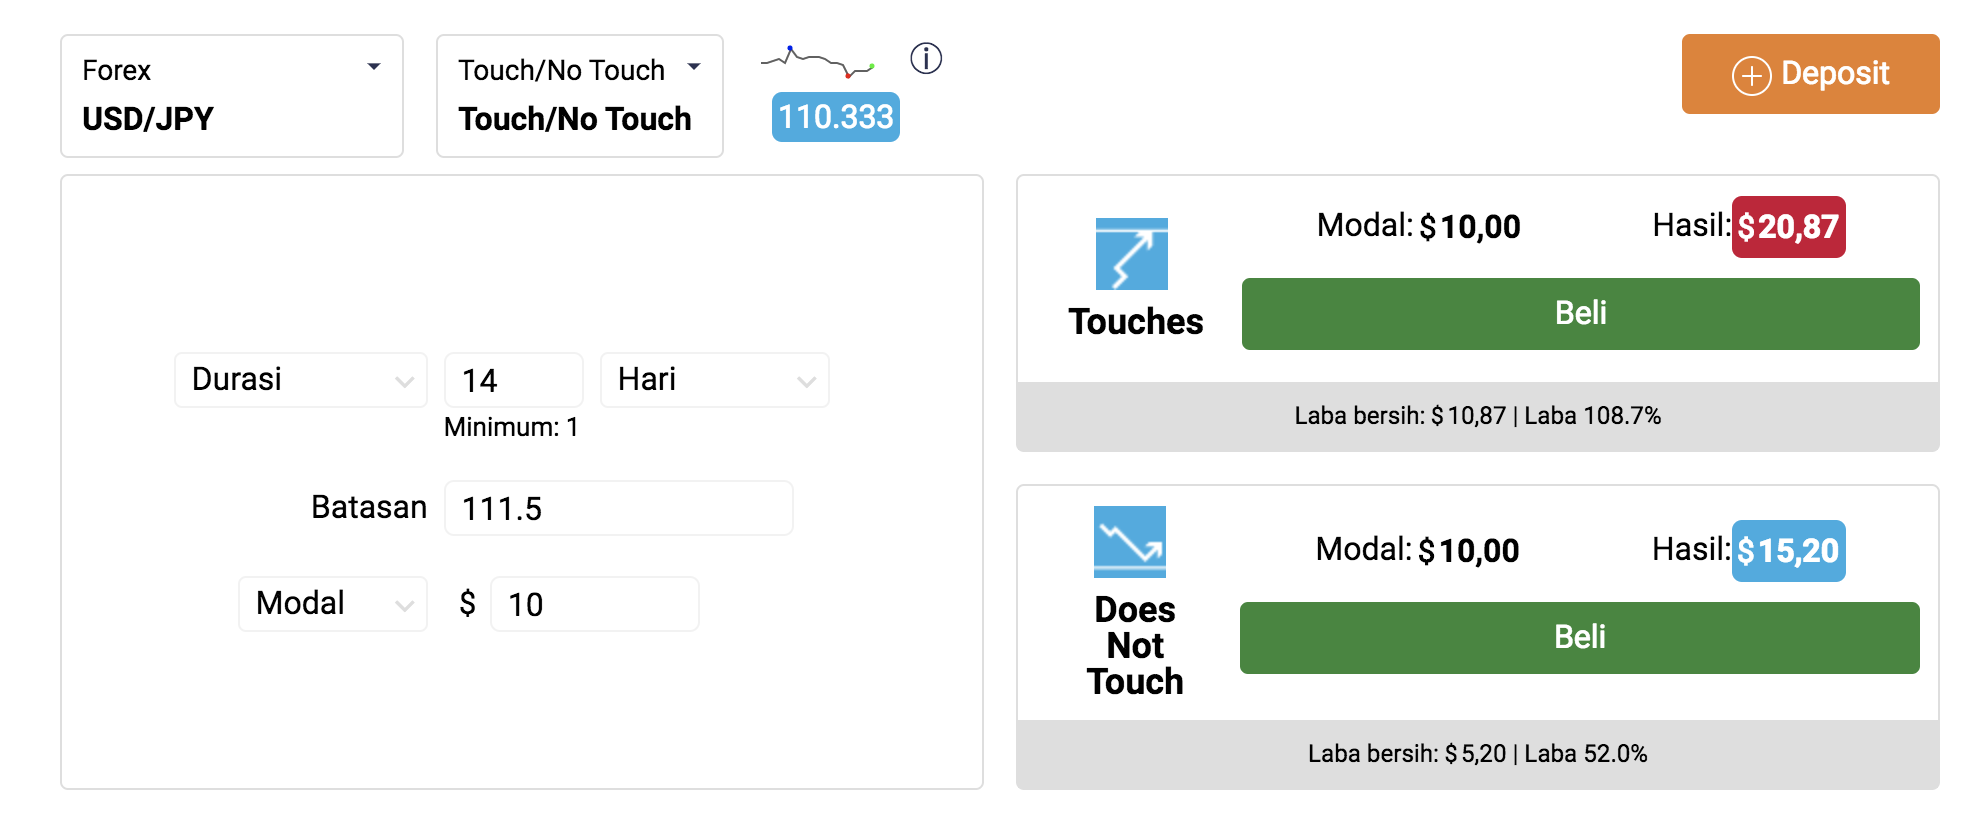 Forex
USD/JPY
Touch/No Touch
Touch/No Touch
110.333
Deposit
Durasi 14 Hari
Minimum: 1
Batasan 111.5
Modal $ 10
Modal: $10,00 Hasil: $20,87
Touches
Beli
Laba bersih: $10,87 | Laba 108.7%
Modal: $10,00 Hasil: $15,20
Does
Not
Touch
Beli
Laba bersih: $5,20 | Laba 52.0%